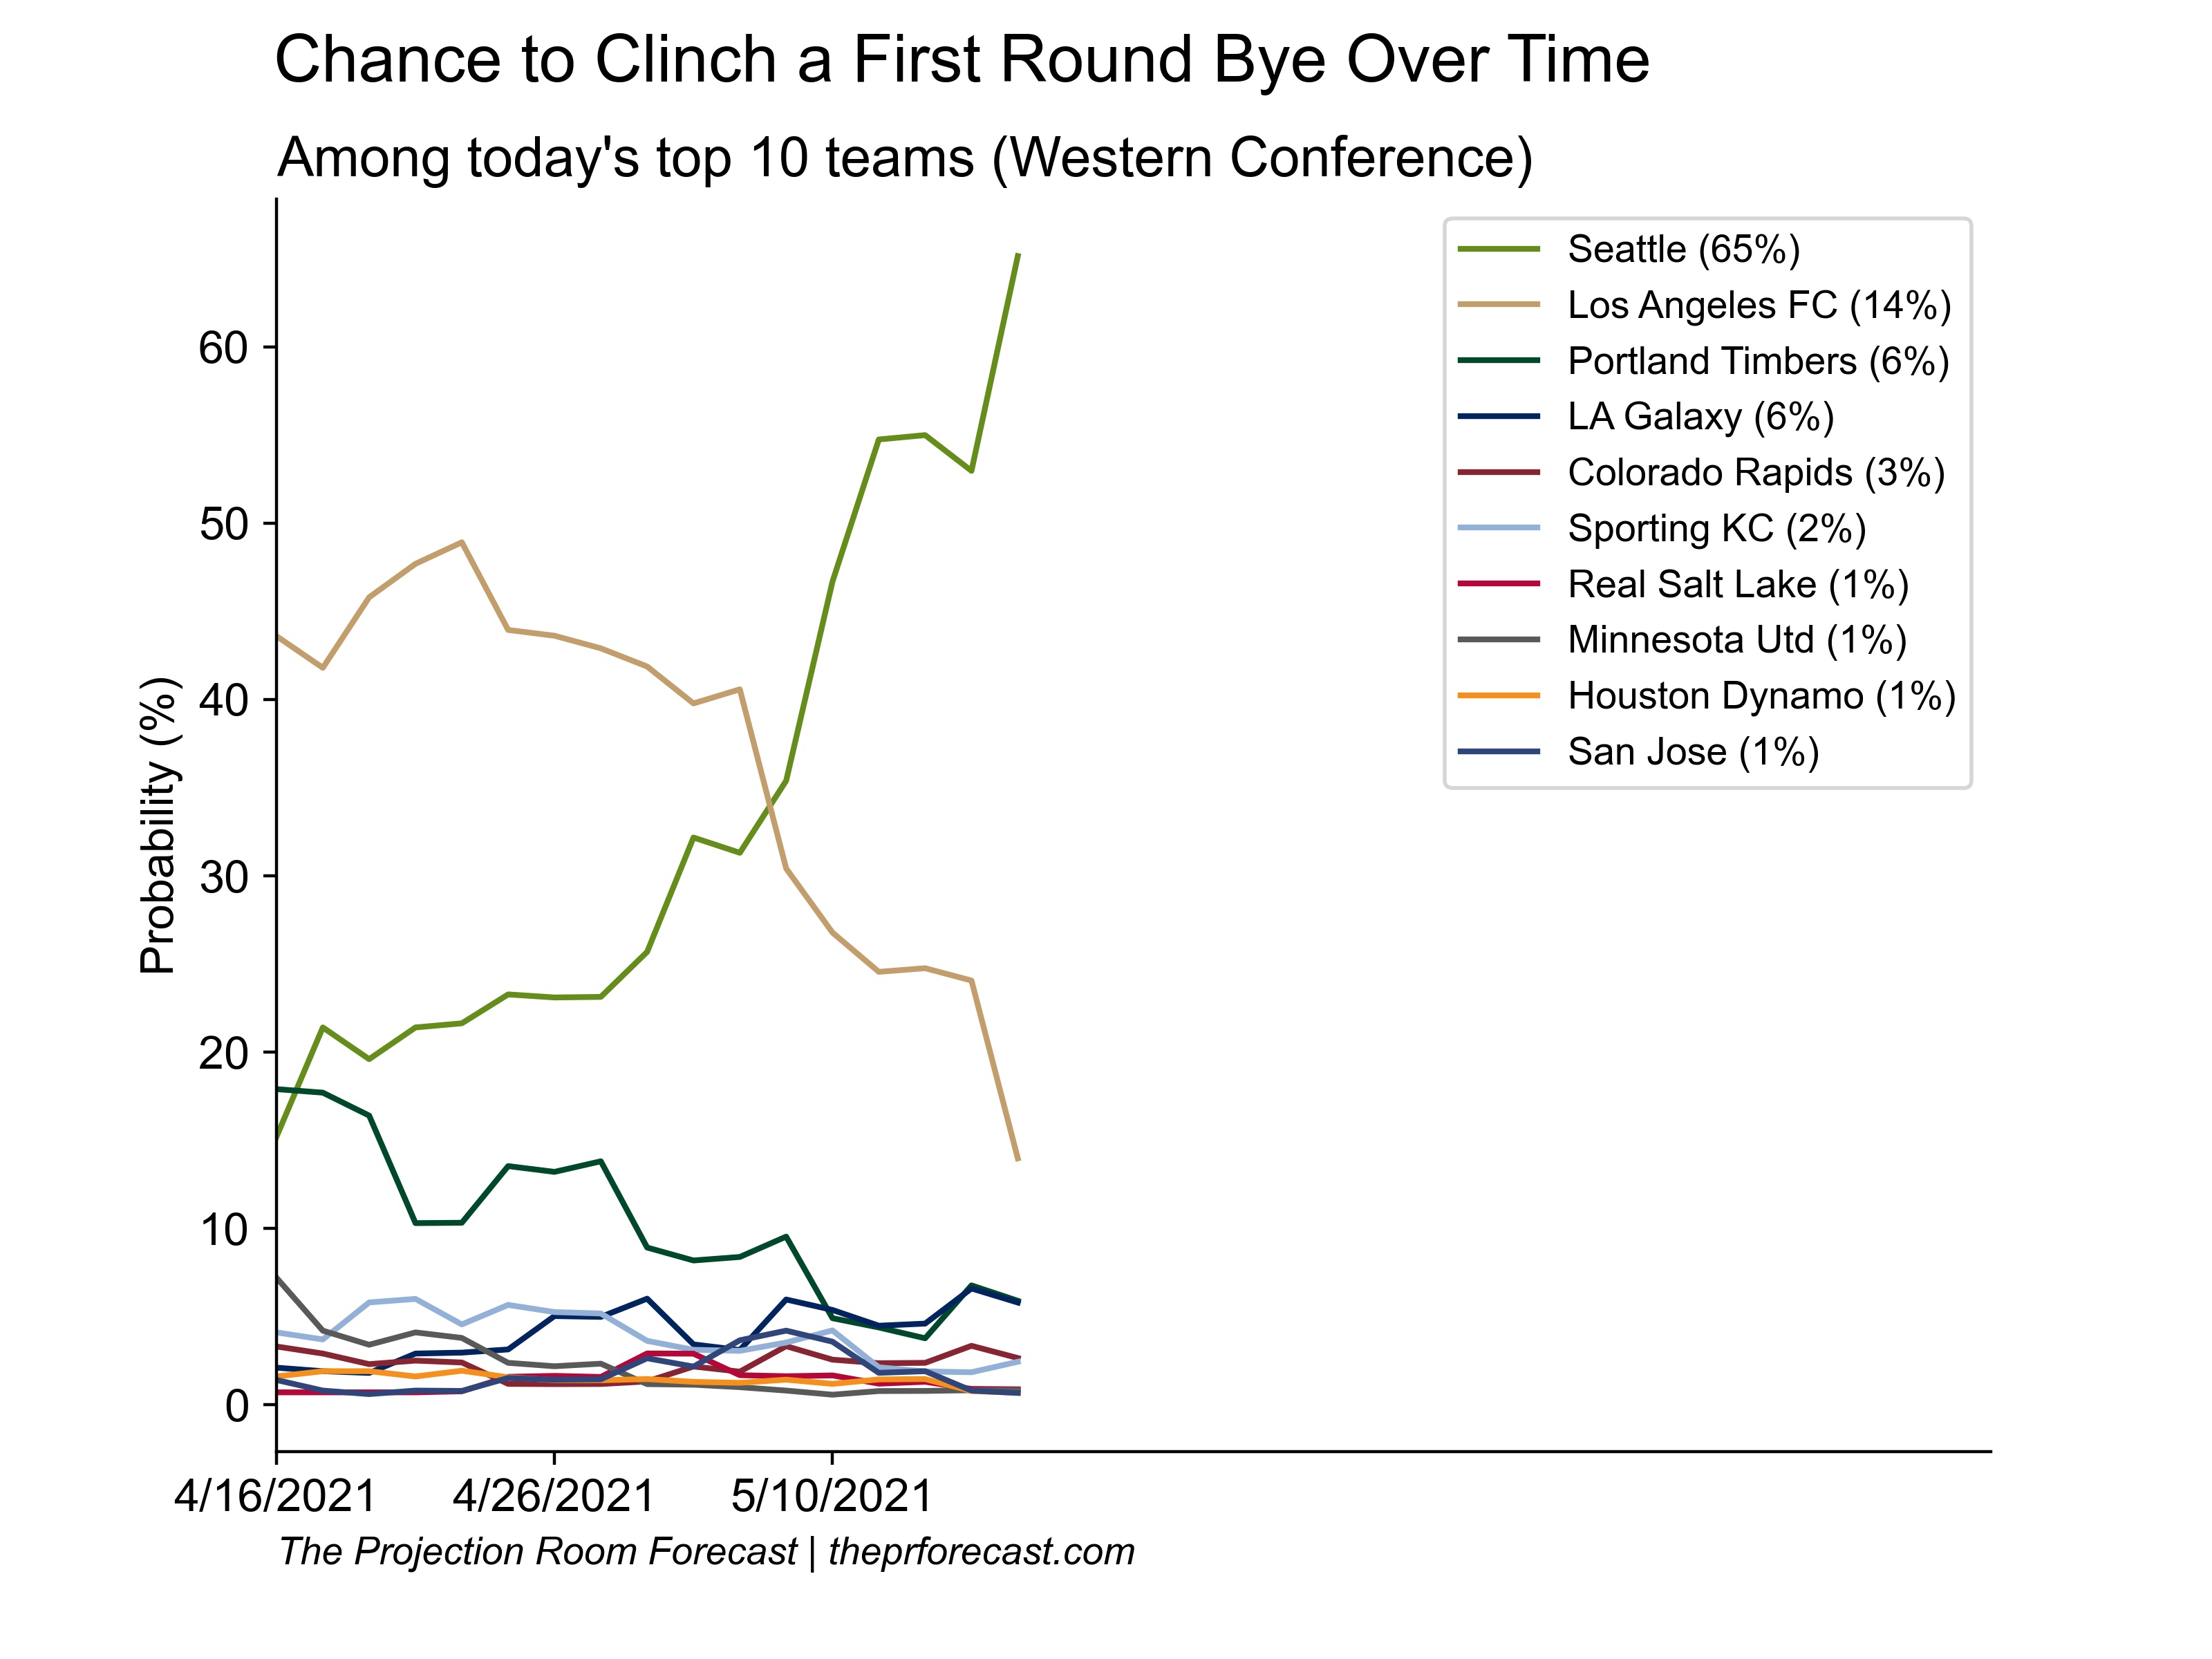 Chance to Clinch a First Round Bye Over Time
Among today's top 10 teams (Western Conference)
Seattle (65%)
Los Angeles FC (14%)
Portland Timbers (6%)
LA Galaxy (6%)
Colorado Rapids (3%)
Sporting KC (2%)
Real Salt Lake (1%)
Minnesota Utd (1%)
Houston Dynamo (1%)
San Jose (1%)
Probability (%)
60
50
40
30
20
10
0
4/16/2021 4/26/2021 5/10/2021
The Projection Room Forecast | theprforecast.com